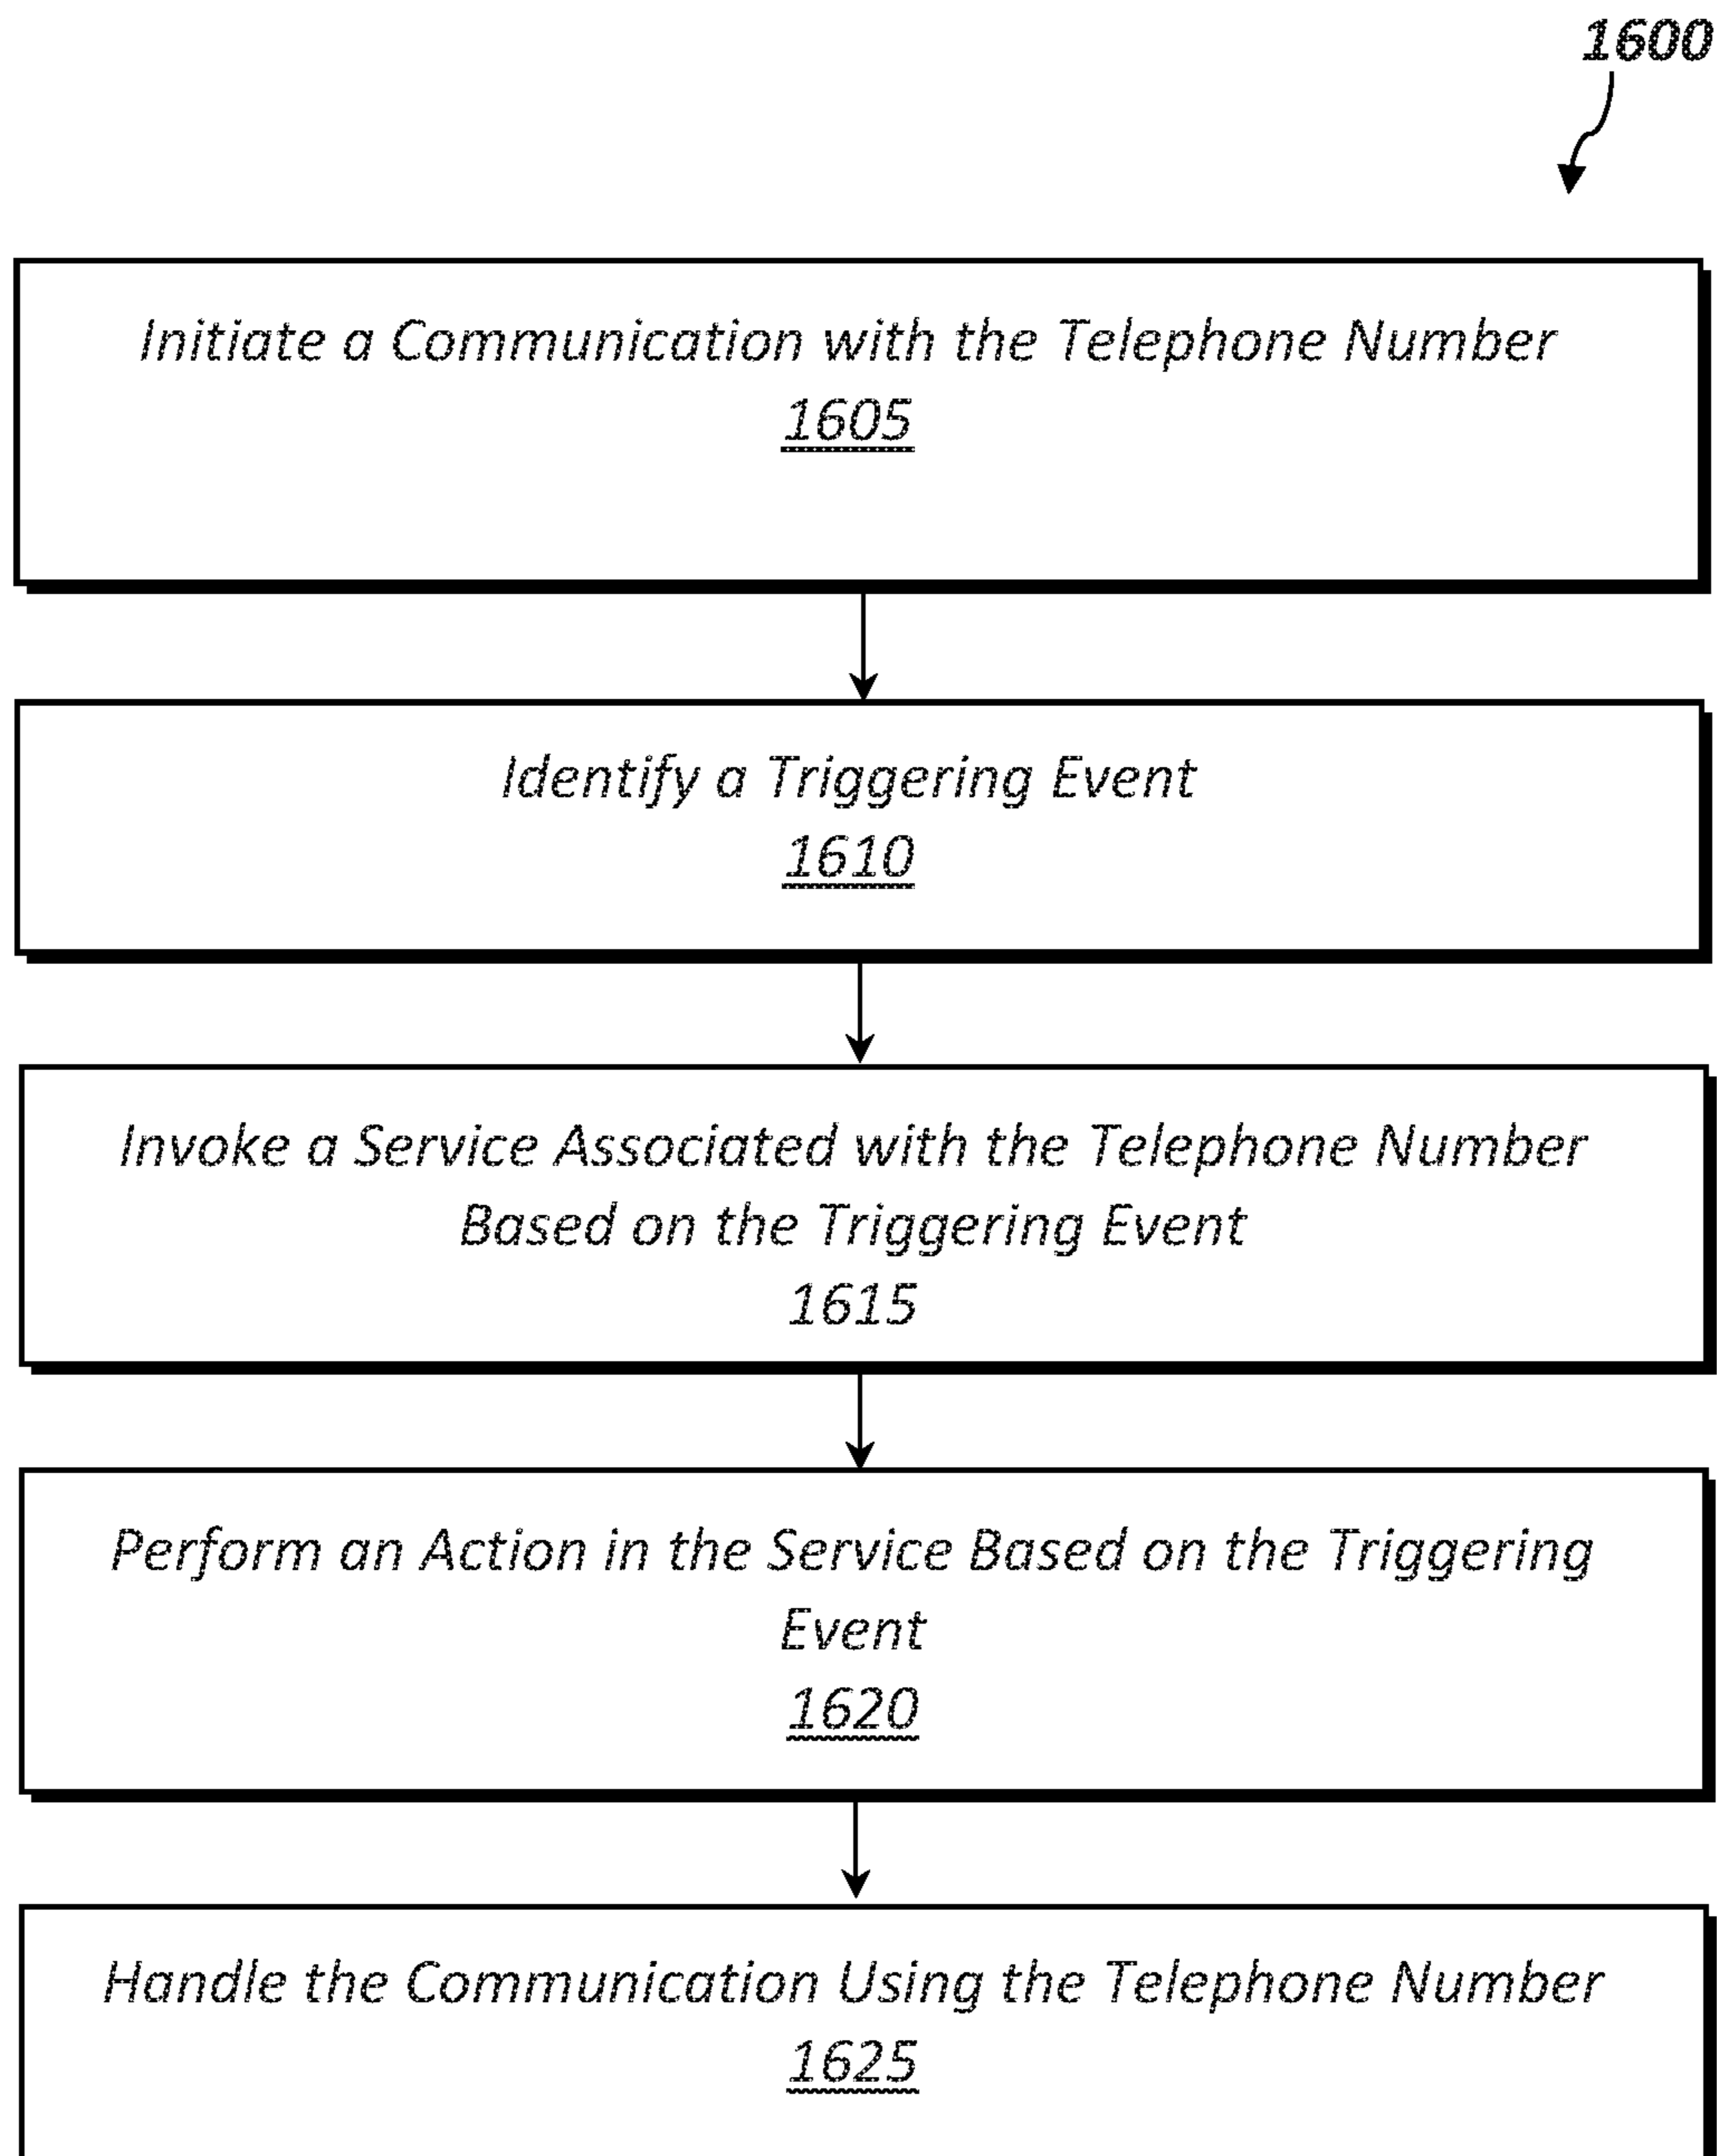 1600
Initiate a Communication with the Telephone Number
1605
Identify a Triggering Event
1610
Invoke a Service Associated with the Telephone Number
Based on the Triggering Event
1615
Perform an Action in the Service Based on the Triggering
Event
1620
Handle the Communication Using the Telephone Number
1625